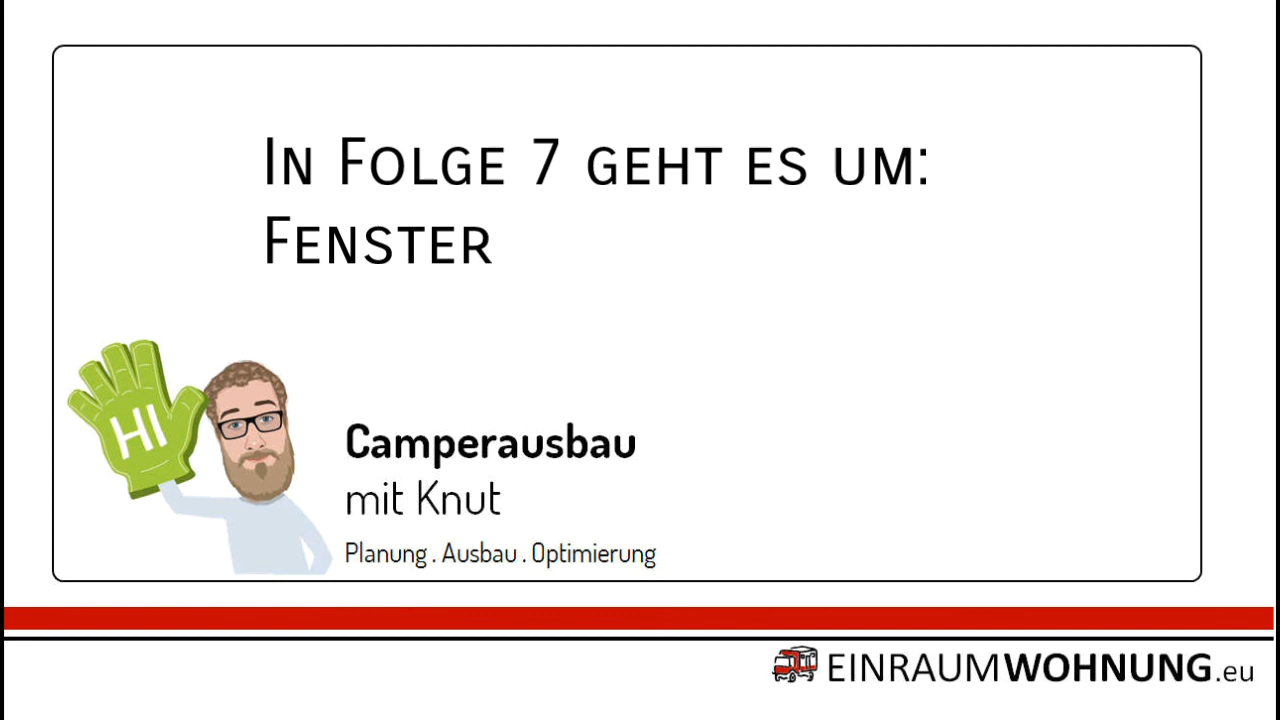 In Folge 7 geht es um:
Fenster
HI
Camperausbau
mit Knut
Planung . Ausbau . Optimierung
EINRAUMWOHNUNG.eu